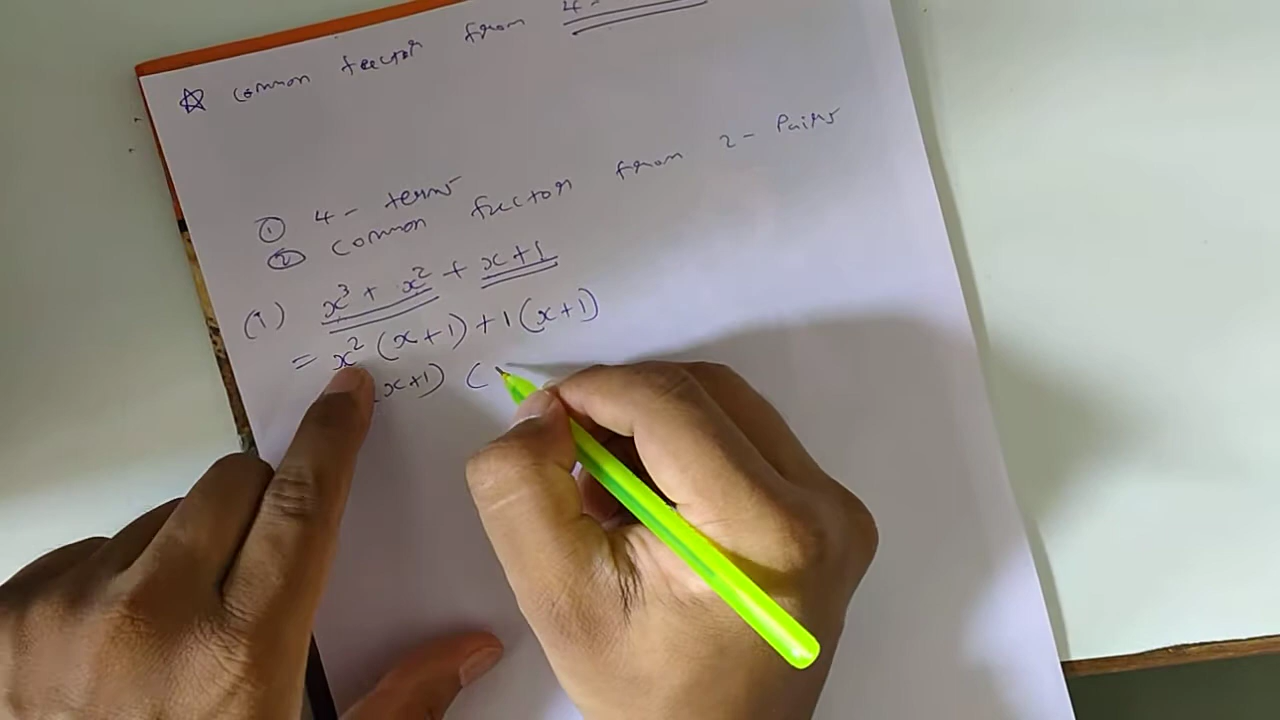 ☆ common factor from 4-
① 4 - terms
② common factor from 2 - Pairs
(1) x³ + x² + x+1
= x² (x+1) +1 (x+1)
(x+1) (